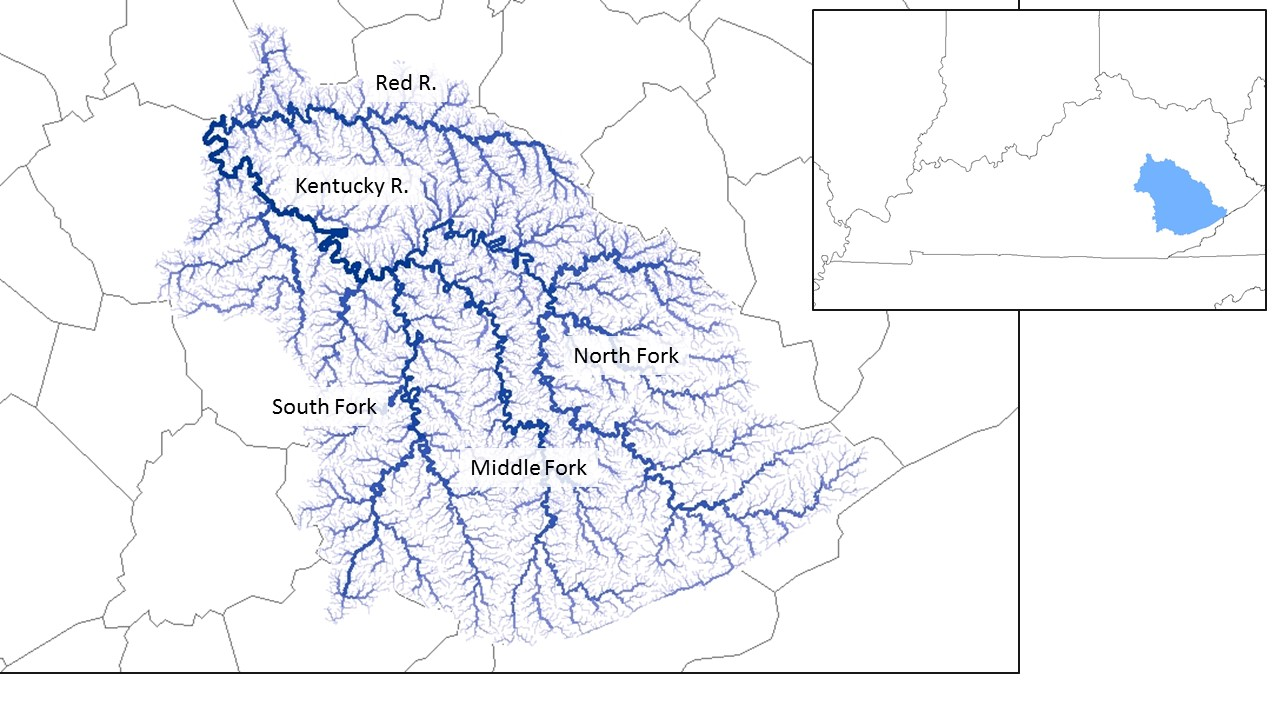 Red R.
Kentucky R.
North Fork
South Fork
Middle Fork